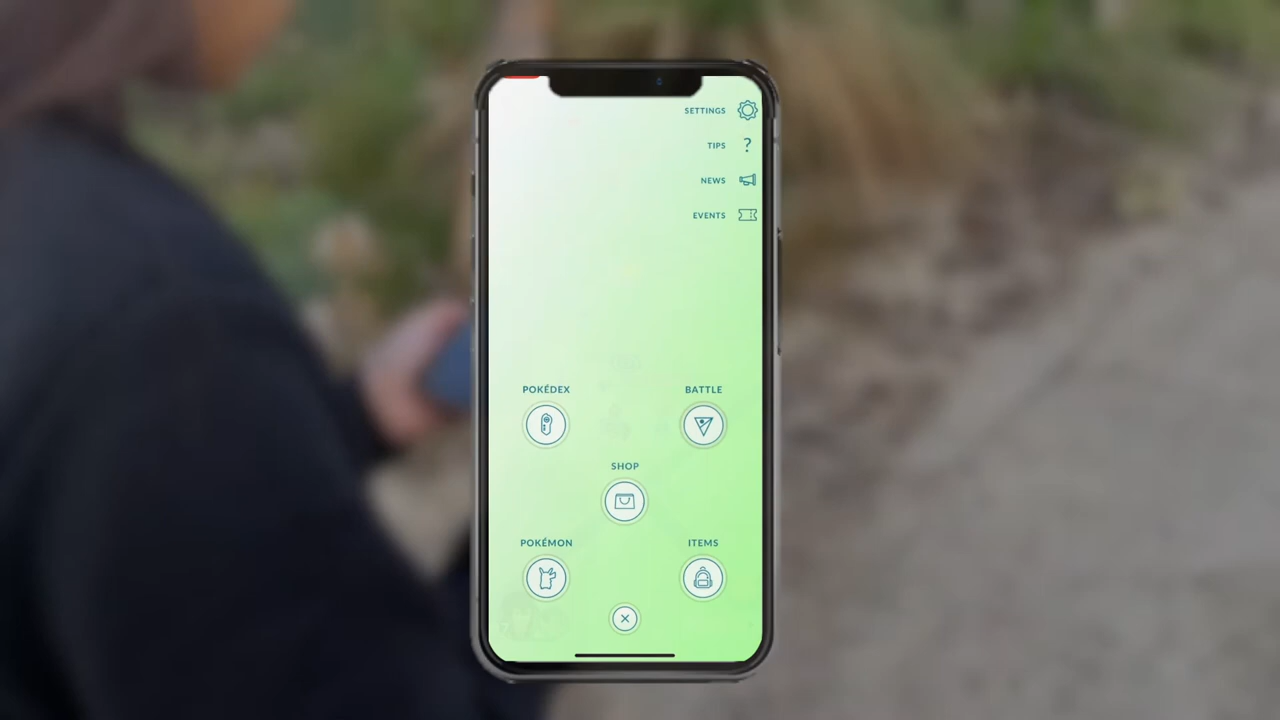 SETTINGS
TIPS
?
NEWS
EVENTS
POKÉDEX
BATTLE
SHOP
POKÉMON
ITEMS